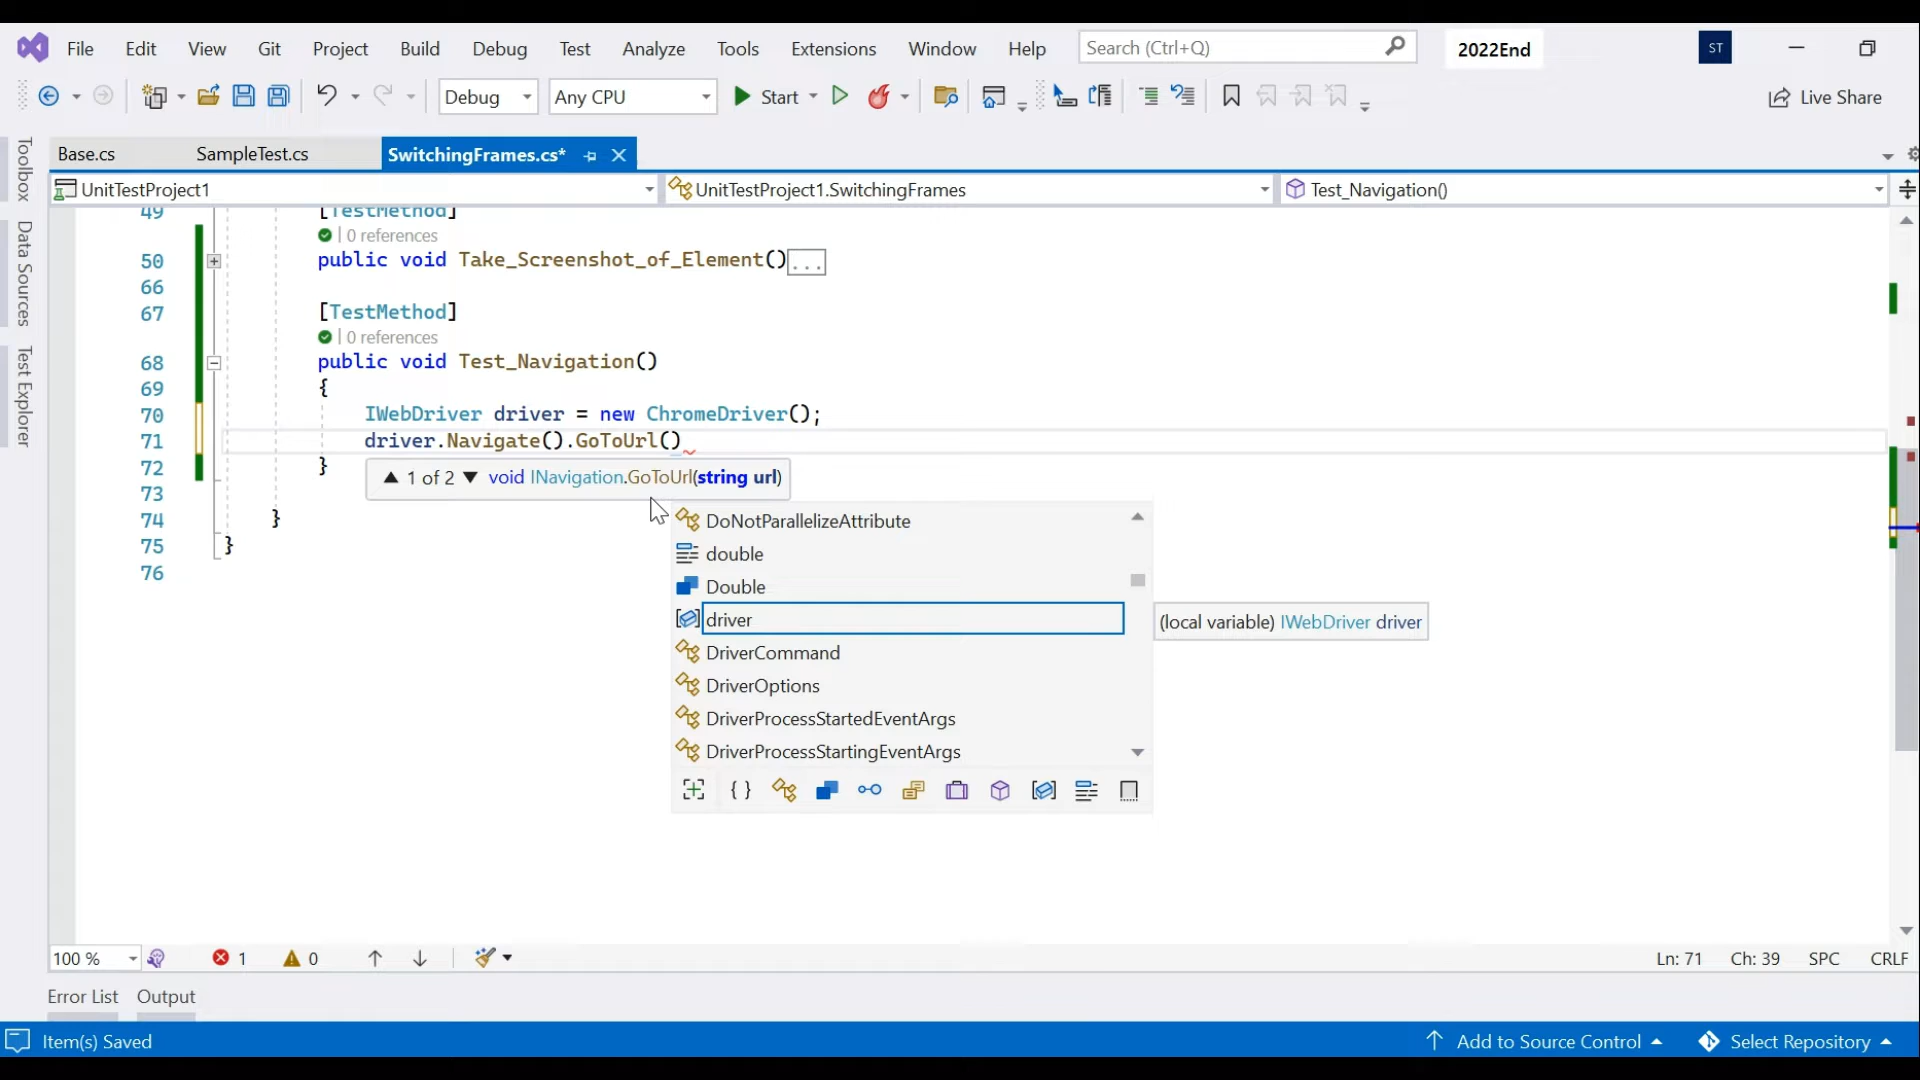 File Edit View Git Project Build Debug Test Analyze Tools Extensions Window Help Search (Ctrl+Q) 2022End ST
Debug Any CPU Start Live Share
Base.cs SampleTest.cs SwitchingFrames.cs*
UnitTestProject1 UnitTestProject1.SwitchingFrames Test_Navigation()
Toolbox
Data Sources
Test Explorer
49 [TestMethod]
0 references
50 public void Take_Screenshot_of_Element()...
66
67 [TestMethod]
0 references
68 public void Test_Navigation()
69 {
70 IWebDriver driver = new ChromeDriver();
71 driver.Navigate().GoToUrl()
72 }
1 of 2 void INavigation.GoToUrl(string url)
73
74 }
75 }
76
DoNotParallelizeAttribute
double
Double
driver
(local variable) IWebDriver driver
DriverCommand
DriverOptions
DriverProcessStartedEventArgs
DriverProcessStartingEventArgs
100 % 1 0 Ln: 71 Ch: 39 SPC CRLF
Error List Output
Item(s) Saved Add to Source Control Select Repository